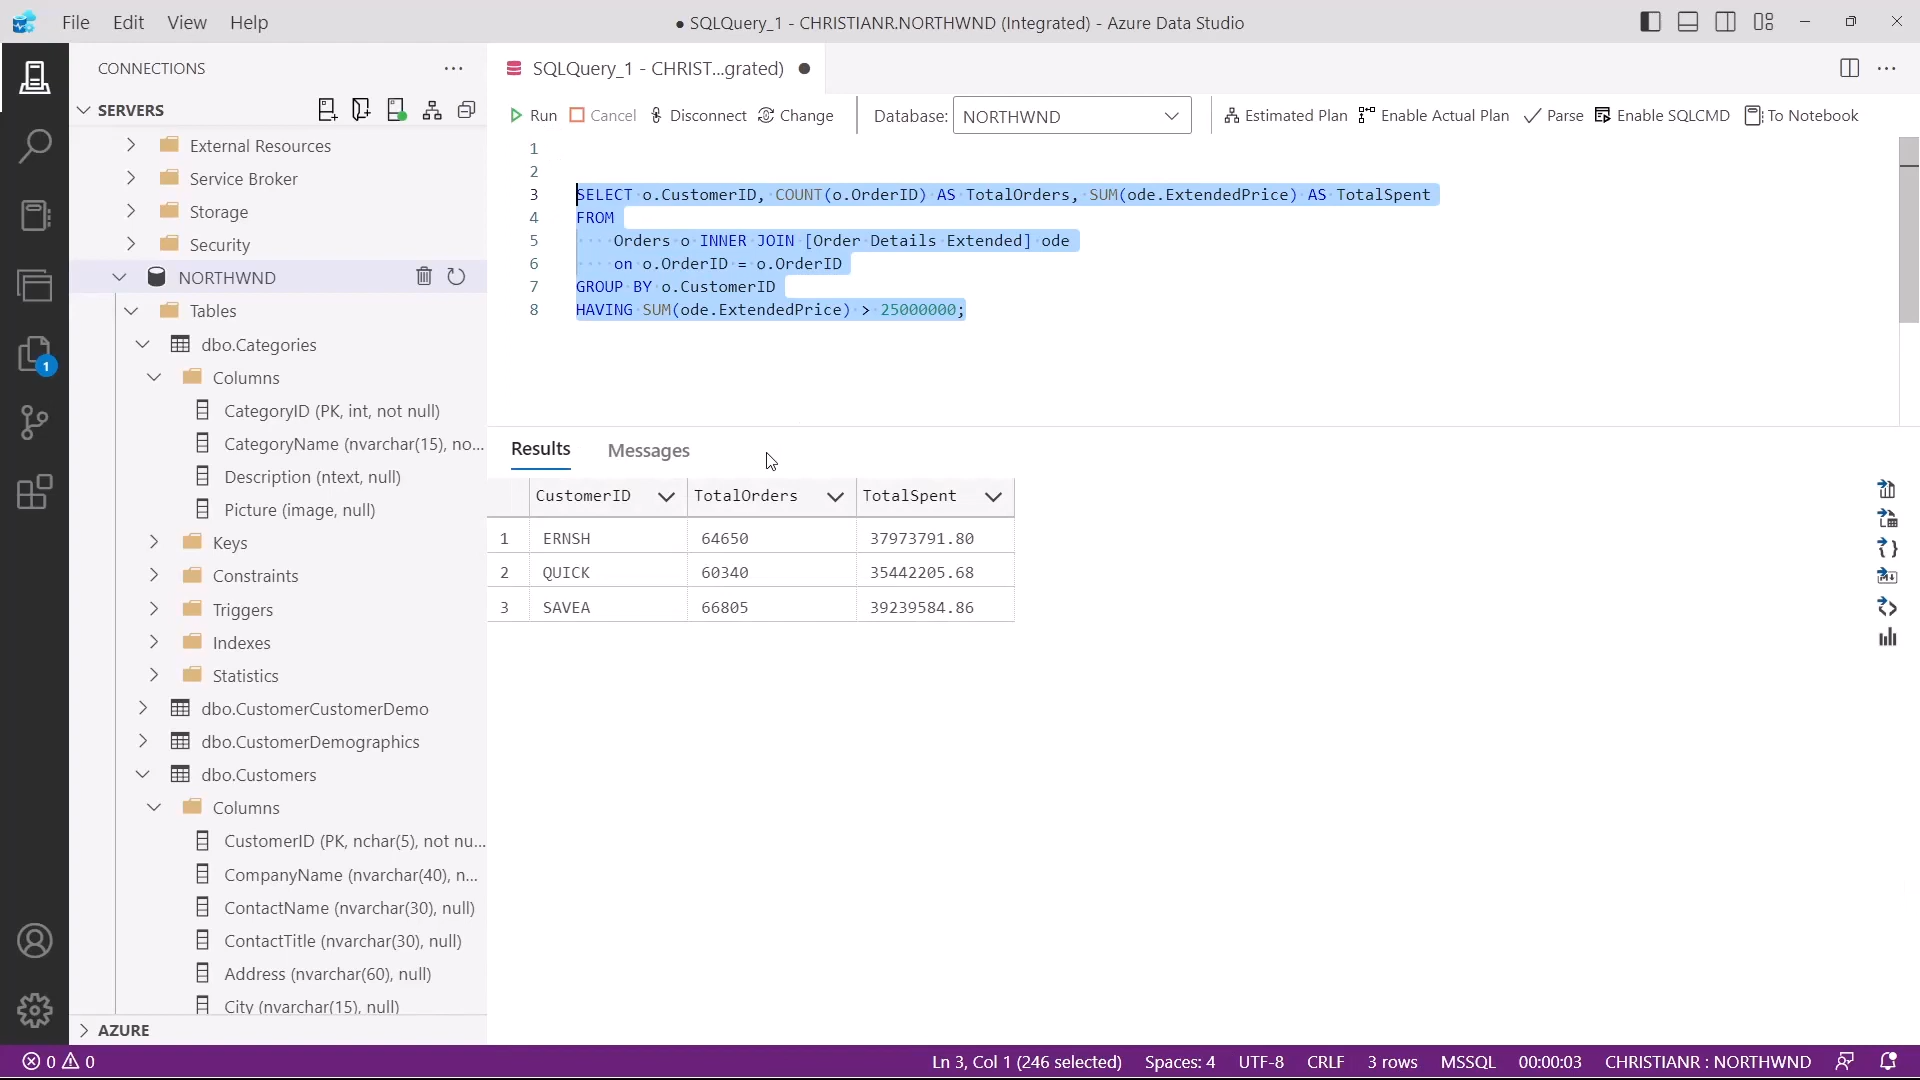 File Edit View Help
● SQLQuery_1 - CHRISTIANR.NORTHWND (Integrated) - Azure Data Studio
CONNECTIONS
SERVERS
External Resources
Service Broker
Storage
Security
NORTHWND
Tables
dbo.Categories
Columns
CategoryID (PK, int, not null)
CategoryName (nvarchar(15), no...
Description (ntext, null)
Picture (image, null)
Keys
Constraints
Triggers
Indexes
Statistics
dbo.CustomerCustomerDemo
dbo.CustomerDemographics
dbo.Customers
Columns
CustomerID (PK, nchar(5), not nu...
CompanyName (nvarchar(40), n...
ContactName (nvarchar(30), null)
ContactTitle (nvarchar(30), null)
Address (nvarchar(60), null)
City (nvarchar(15), null)
AZURE
1
SQLQuery_1 - CHRIST...grated) ●
Run Cancel Disconnect Change Database: NORTHWND Estimated Plan Enable Actual Plan Parse Enable SQLCMD To Notebook
1
2
3 SELECT o.CustomerID, COUNT(o.OrderID) AS TotalOrders, SUM(ode.ExtendedPrice) AS TotalSpent
4 FROM
5 Orders o INNER JOIN [Order Details Extended] ode
6 on o.OrderID = o.OrderID
7 GROUP BY o.CustomerID
8 HAVING SUM(ode.ExtendedPrice) > 25000000;
Results Messages
CustomerID TotalOrders TotalSpent
1 ERNSH 64650 37973791.80
2 QUICK 60340 35442205.68
3 SAVEA 66805 39239584.86
0 0 Ln 3, Col 1 (246 selected) Spaces: 4 UTF-8 CRLF 3 rows MSSQL 00:00:03 CHRISTIANR : NORTHWND